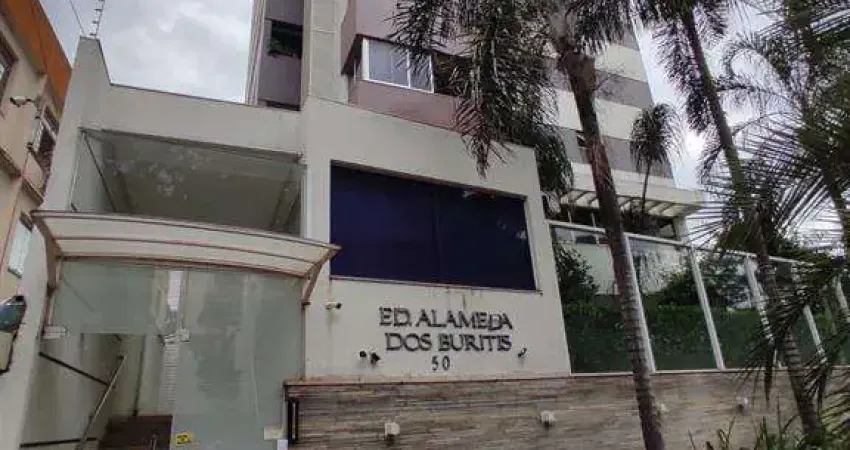 ED. ALAMEDA
DOS BURITIS
50